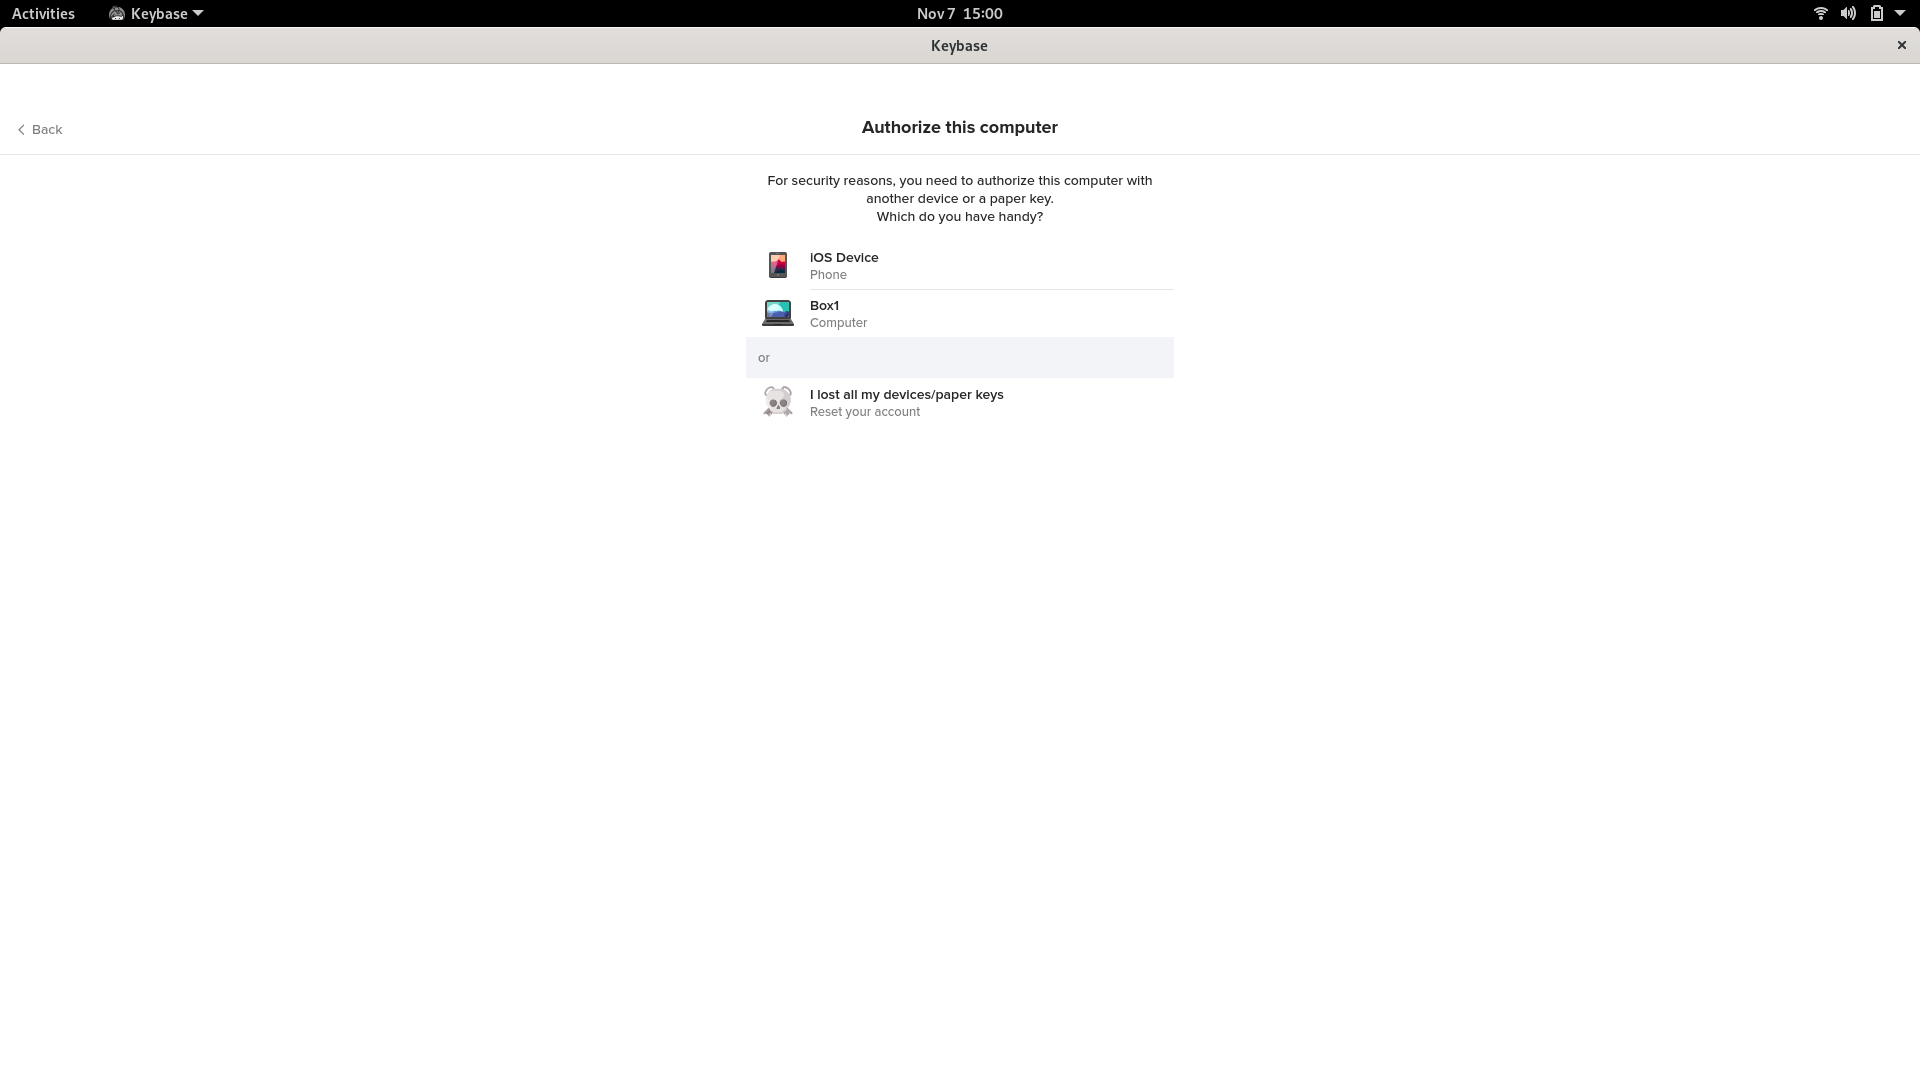 Activities Keybase Nov 7 15:00
Keybase
Back
Authorize this computer
For security reasons, you need to authorize this computer with
another device or a paper key.
Which do you have handy?
iOS Device
Phone
Box1
Computer
or
I lost all my devices/paper keys
Reset your account